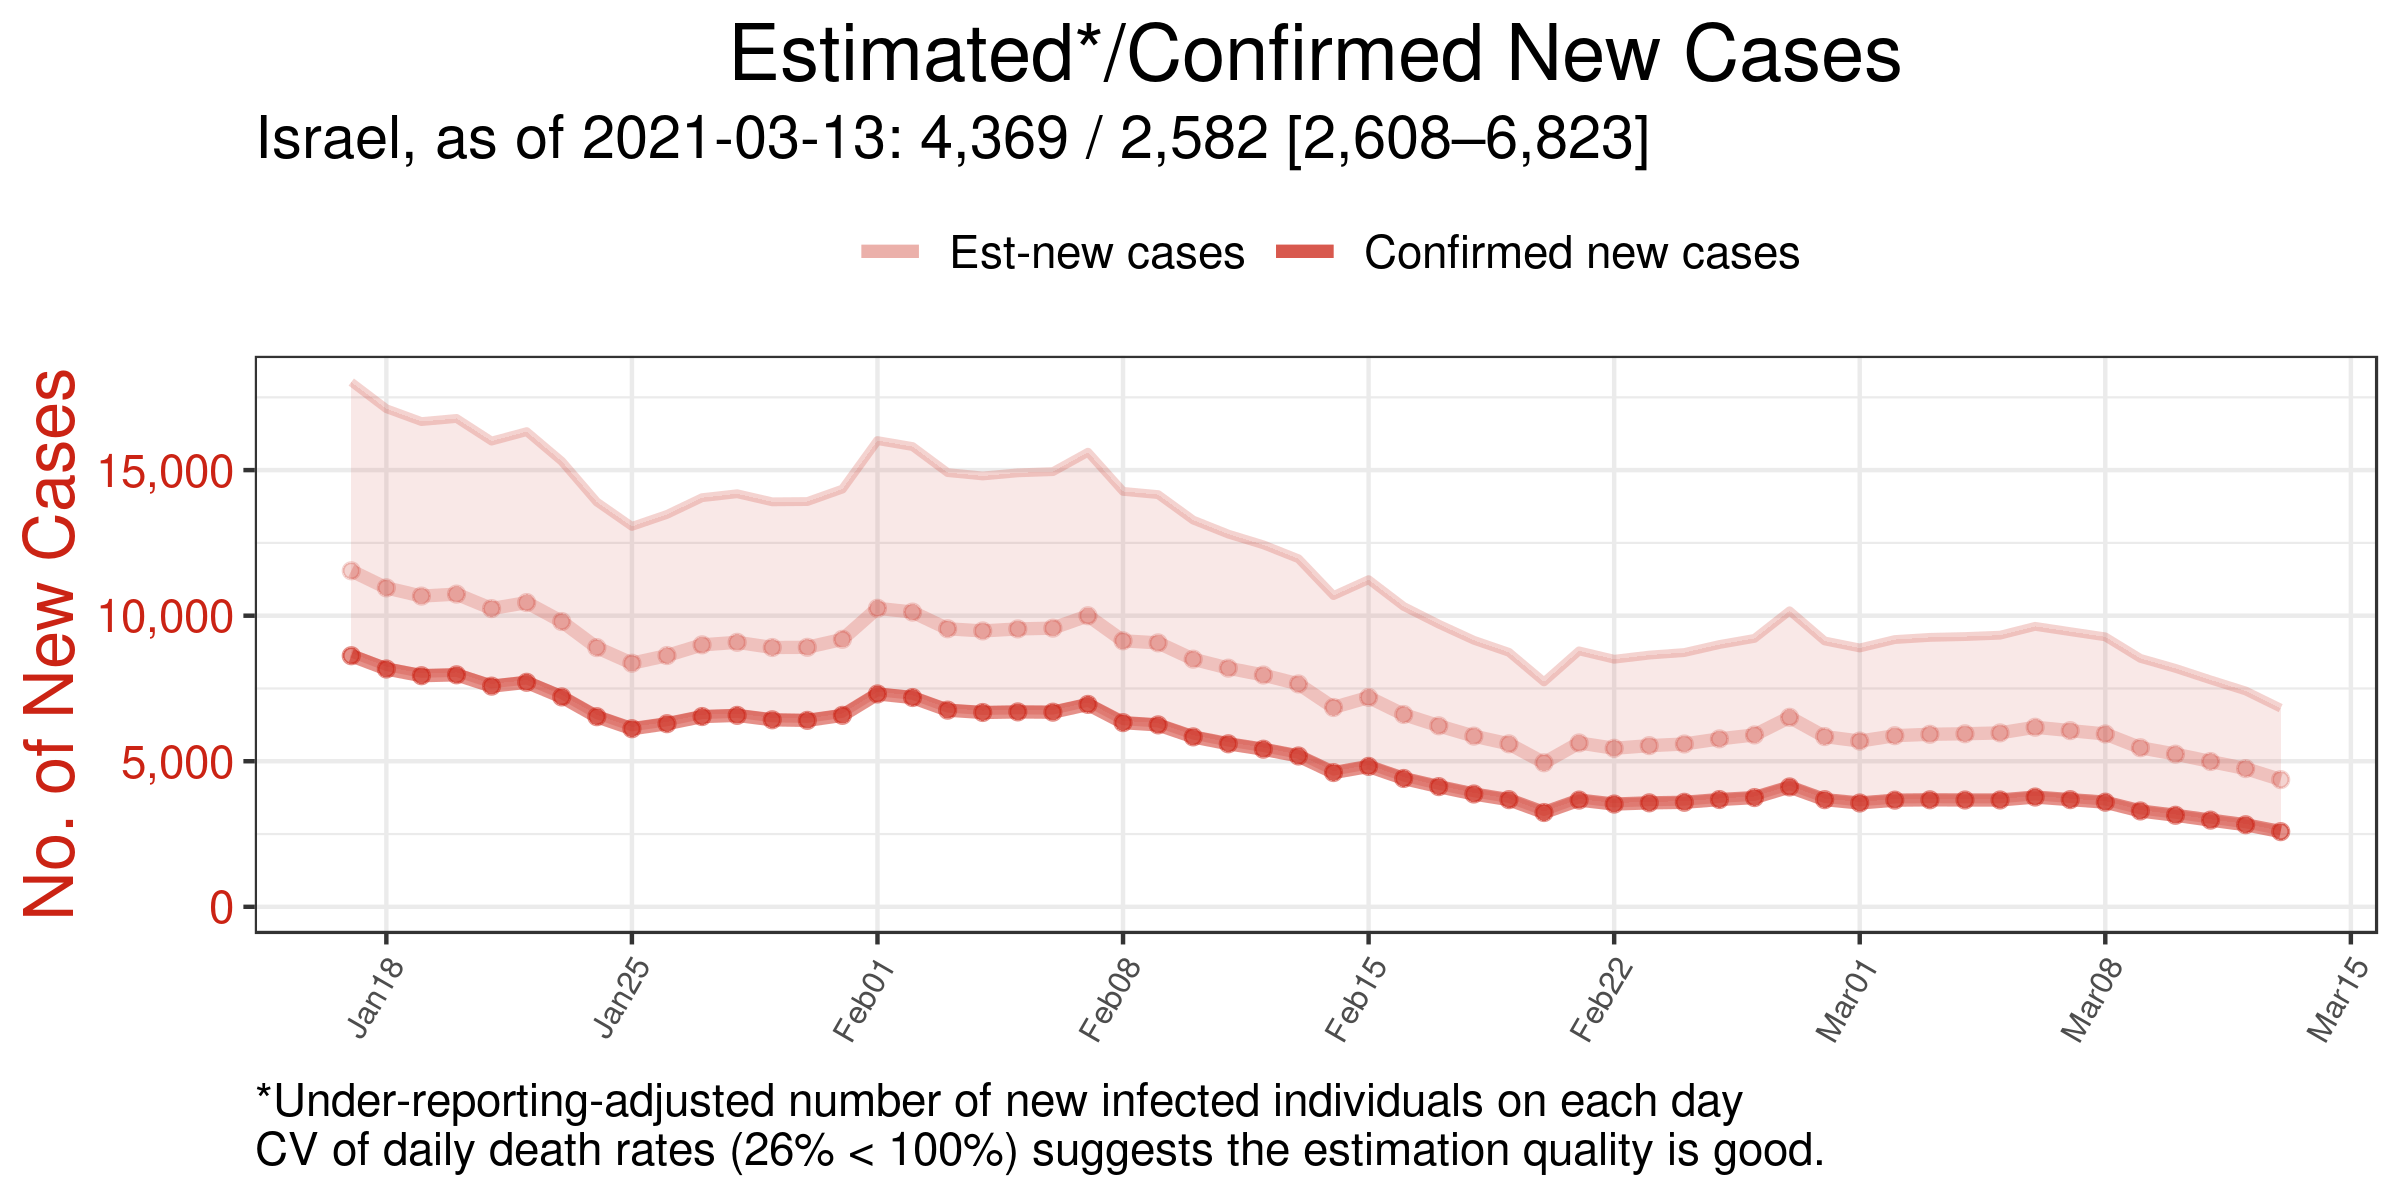 Estimated*/Confirmed New Cases
Israel, as of 2021-03-13: 4,369 / 2,582 [2,608–6,823]
Est-new cases Confirmed new cases
No. of New Cases
15,000
10,000
5,000
0
Jan18 Jan25 Feb01 Feb08 Feb15 Feb22 Mar01 Mar08 Mar15
*Under-reporting-adjusted number of new infected individuals on each day
CV of daily death rates (26% < 100%) suggests the estimation quality is good.